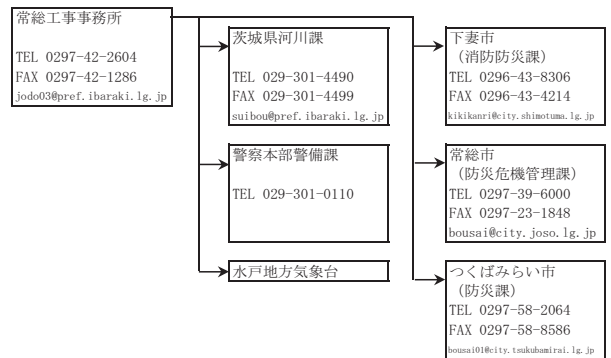 常総工事事務所
TEL 0297-42-2604
FAX 0297-42-1286
jodo03@pref.ibaraki.lg.jp
茨城県河川課
TEL 029-301-4490
FAX 029-301-4499
suibou@pref.ibaraki.lg.jp
警察本部警備課
TEL 029-301-0110
水戸地方気象台
下妻市
（消防防災課）
TEL 0296-43-8306
FAX 0296-43-4214
kikikanri@city.shimotuma.lg.jp
常総市
（防災危機管理課）
TEL 0297-39-6000
FAX 0297-23-1848
bousai@city.joso.lg.jp
つくばみらい市
（防災課）
TEL 0297-58-2064
FAX 0297-58-8586
bousai01@city.tsukubamirai.lg.jp